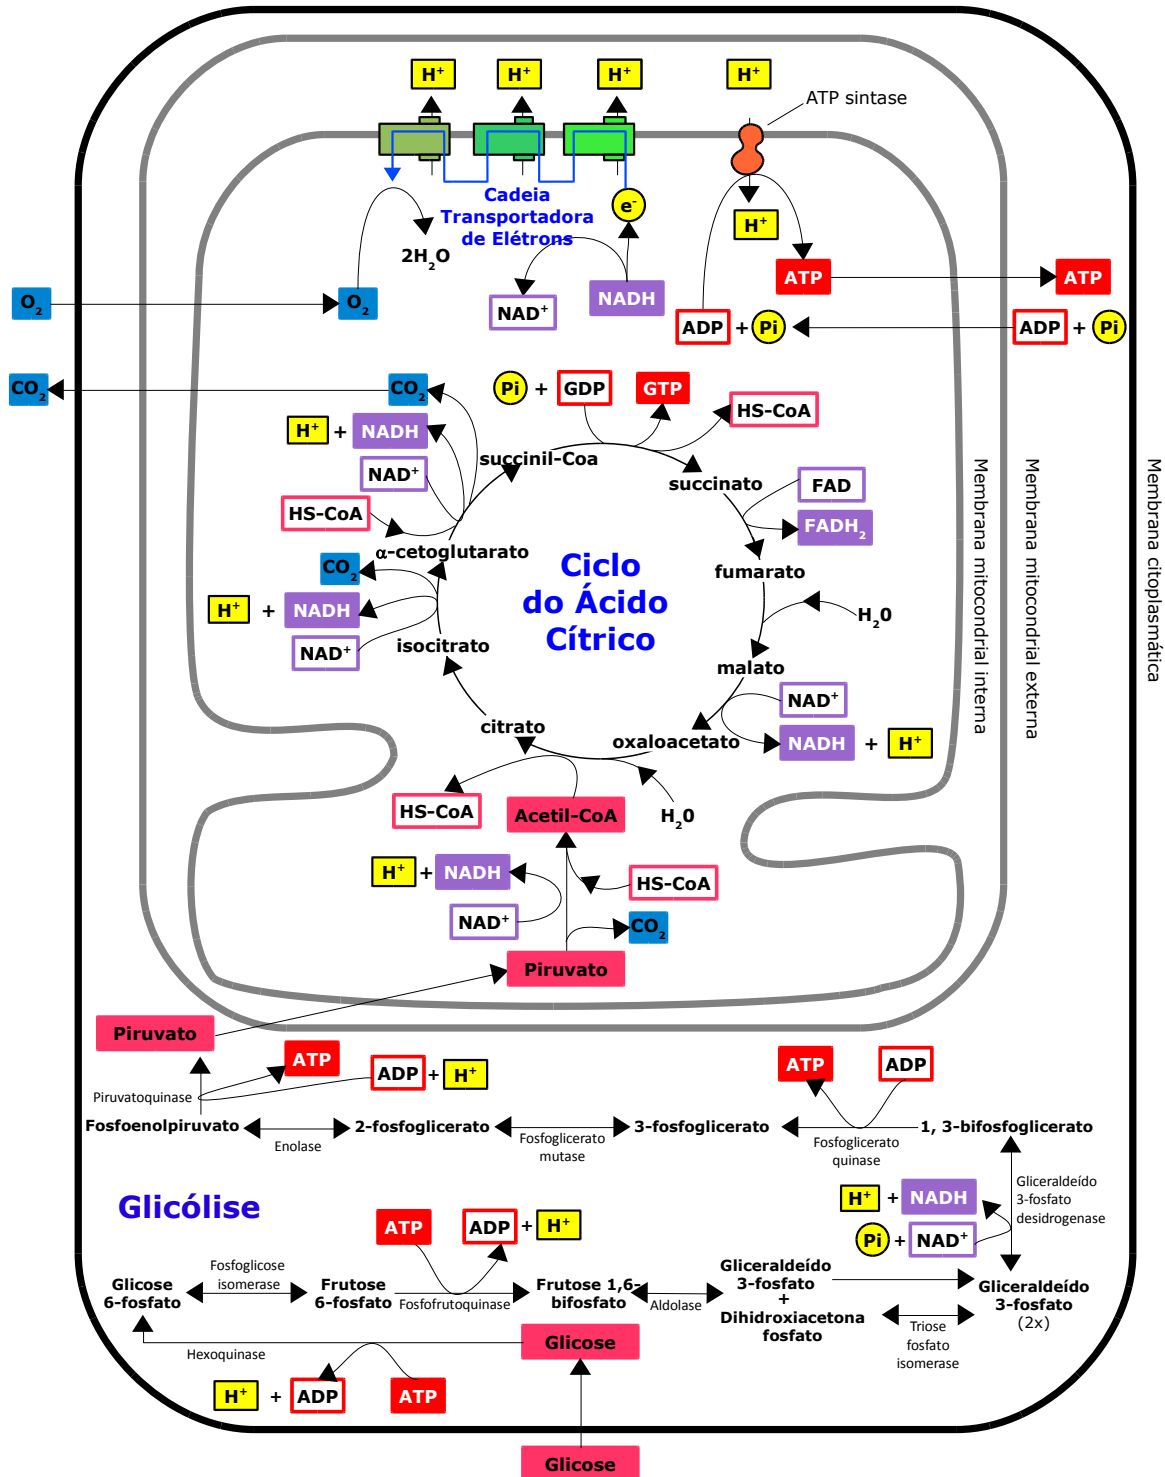 H+
H+
H+
H+
ATP sintase
Cadeia
Transportadora
de Elétrons
e-
H+
2H2O
ATP
ATP
O2
O2
NAD+
NADH
ADP + Pi
ADP + Pi
CO2
CO2
Pi + GDP
GTP
HS-CoA
H+ + NADH
NAD+
succinil-Coa
succinato
FAD
HS-CoA
FADH2
α-cetoglutarato
CO2
fumarato
Ciclo
do Ácido
Cítrico
H+ + NADH
H20
NAD+
isocitrato
malato
NAD+
citrato
oxaloacetato
NADH + H+
HS-CoA
Acetil-CoA
H20
H+ + NADH
HS-CoA
NAD+
CO2
Piruvato
Membrana mitocondrial interna
Membrana mitocondrial externa
Membrana citoplasmática
Piruvato
ATP
ADP + H+
ATP
ADP
Piruvatoquinase
Fosfoenolpiruvato
Enolase
2-fosfoglicerato
Fosfoglicerato
mutase
3-fosfoglicerato
Fosfoglicerato
quinase
1, 3-bifosfoglicerato
Gliceraldeído
3-fosfato
desidrogenase
H+ + NADH
Pi + NAD+
Glicólise
ATP
ADP + H+
Glicose
6-fosfato
Fosfoglicose
isomerase
Frutose
6-fosfato
Fosfofrutoquinase
Frutose 1,6-
bifosfato
Aldolase
Gliceraldeído
3-fosfato
+
Dihidroxiacetona
fosfato
Triose
fosfato
isomerase
Gliceraldeído
3-fosfato
(2x)
Hexoquinase
Glicose
H+ + ADP
ATP
Glicose